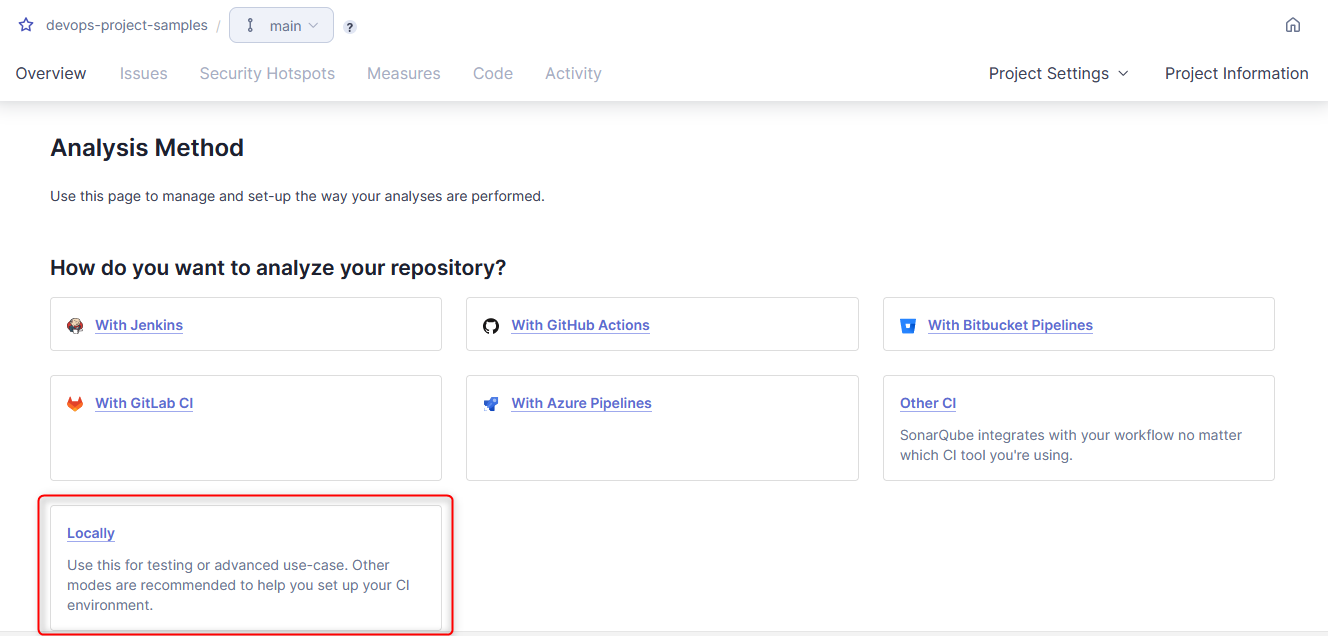 devops-project-samples / main ?
Overview Issues Security Hotspots Measures Code Activity Project Settings Project Information
Analysis Method
Use this page to manage and set-up the way your analyses are performed.
How do you want to analyze your repository?
With Jenkins
With GitHub Actions
With Bitbucket Pipelines
With GitLab CI
With Azure Pipelines
Other CI
SonarQube integrates with your workflow no matter
which CI tool you're using.
Locally
Use this for testing or advanced use-case. Other
modes are recommended to help you set up your CI
environment.